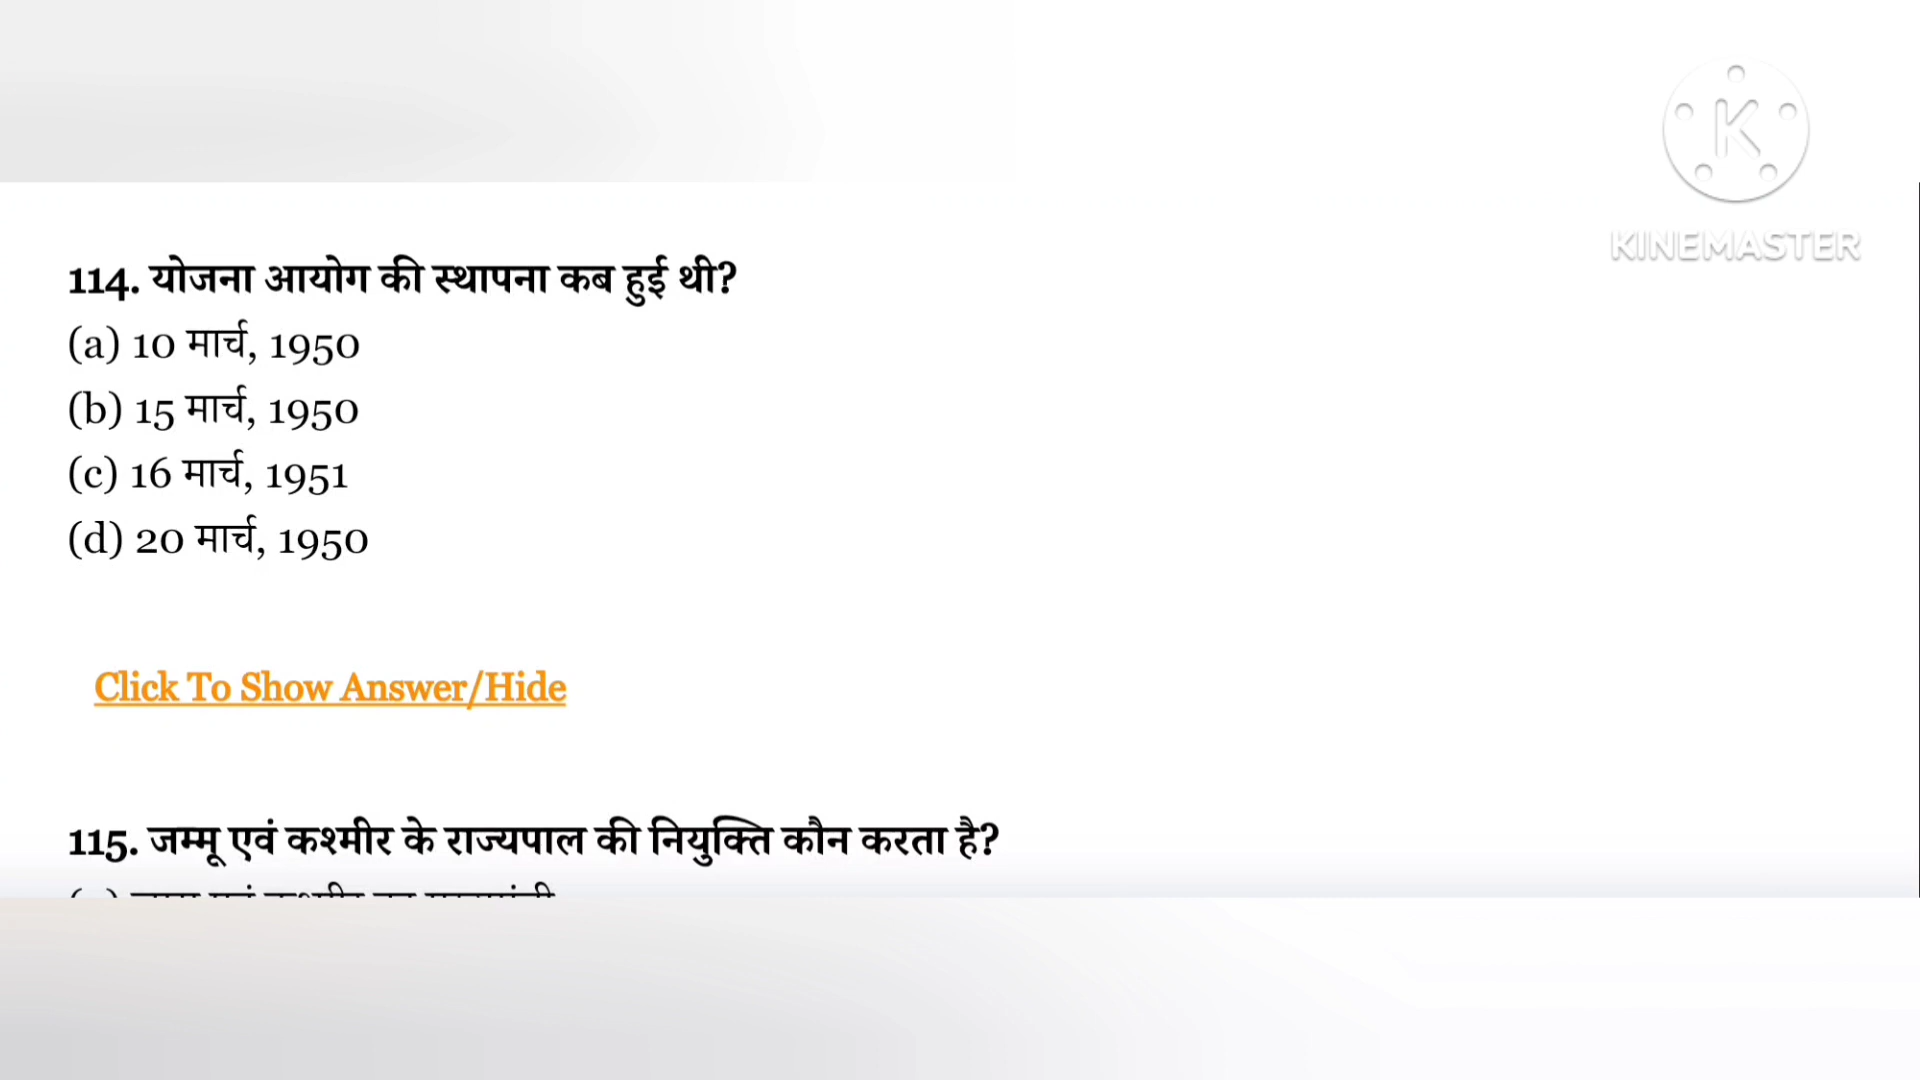 K
KINEMASTER
114. योजना आयोग की स्थापना कब हुई थी?
(a) 10 मार्च, 1950
(b) 15 मार्च, 1950
(c) 16 मार्च, 1951
(d) 20 मार्च, 1950
Click To Show Answer/Hide
115. जम्मू एवं कश्मीर के राज्यपाल की नियुक्ति कौन करता है?